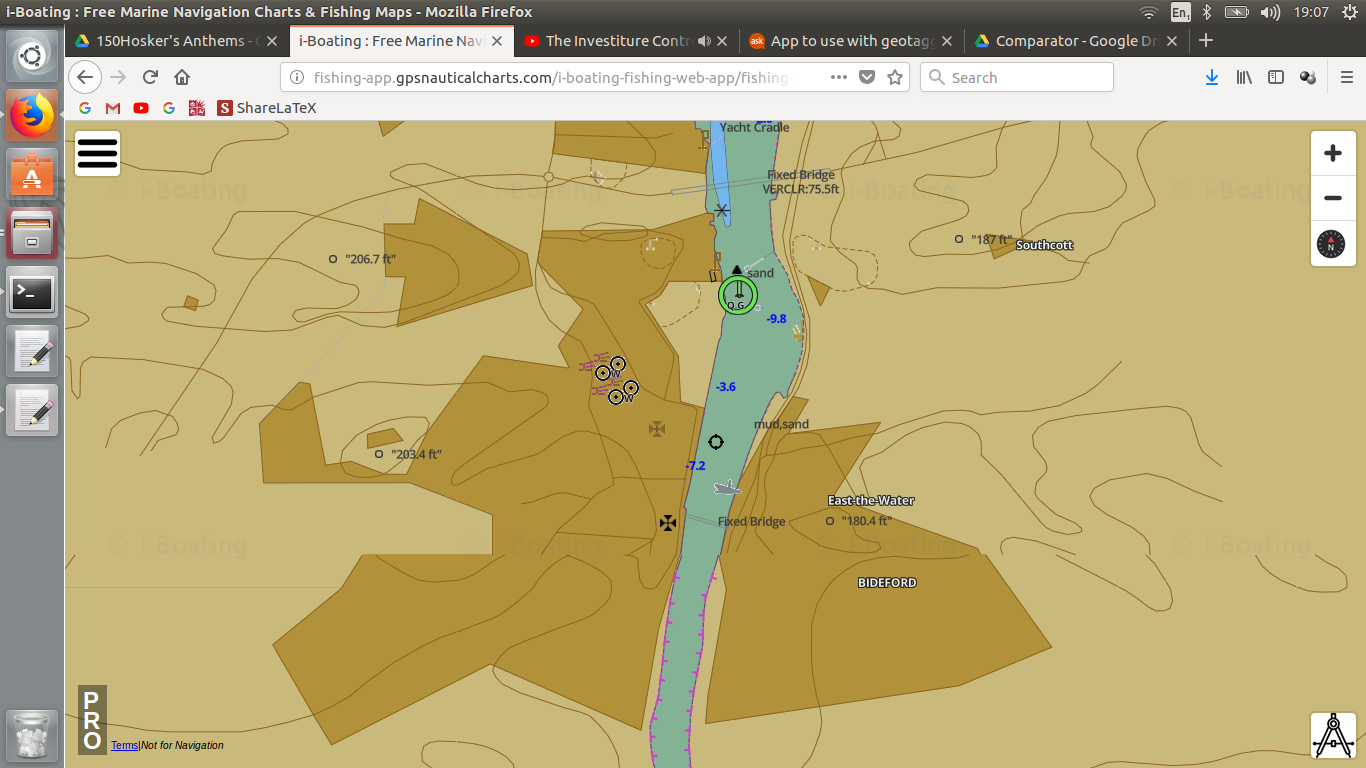 i-Boating : Free Marine Navigation Charts & Fishing Maps - Mozilla Firefox
En1
19:07
150Hosker's Anthems -
i-Boating : Free Marine Navi
The Investiture Contr
ask
App to use with geotagg
Comparator - Google Dri
fishing-app.gpsnauticalcharts.com/i-boating-fishing-web-app/fishing-
Search
S ShareLaTeX
Yacht Cradle
Fixed Bridge
VERCLR:75.5ft
© i-Boating
© i-Boating
© i-Boating
© i-Boating
"187 ft"
Southcott
"206.7 ft"
sand
Q.G
-9.8
W
-3.6
W
mud,sand
"203.4 ft"
-7.2
East-the-Water
Fixed Bridge
"180.4 ft"
© i-Boating
© i-Boating
© i-Boating
© i-Boating
BIDEFORD
PRO
Terms|Not for Navigation